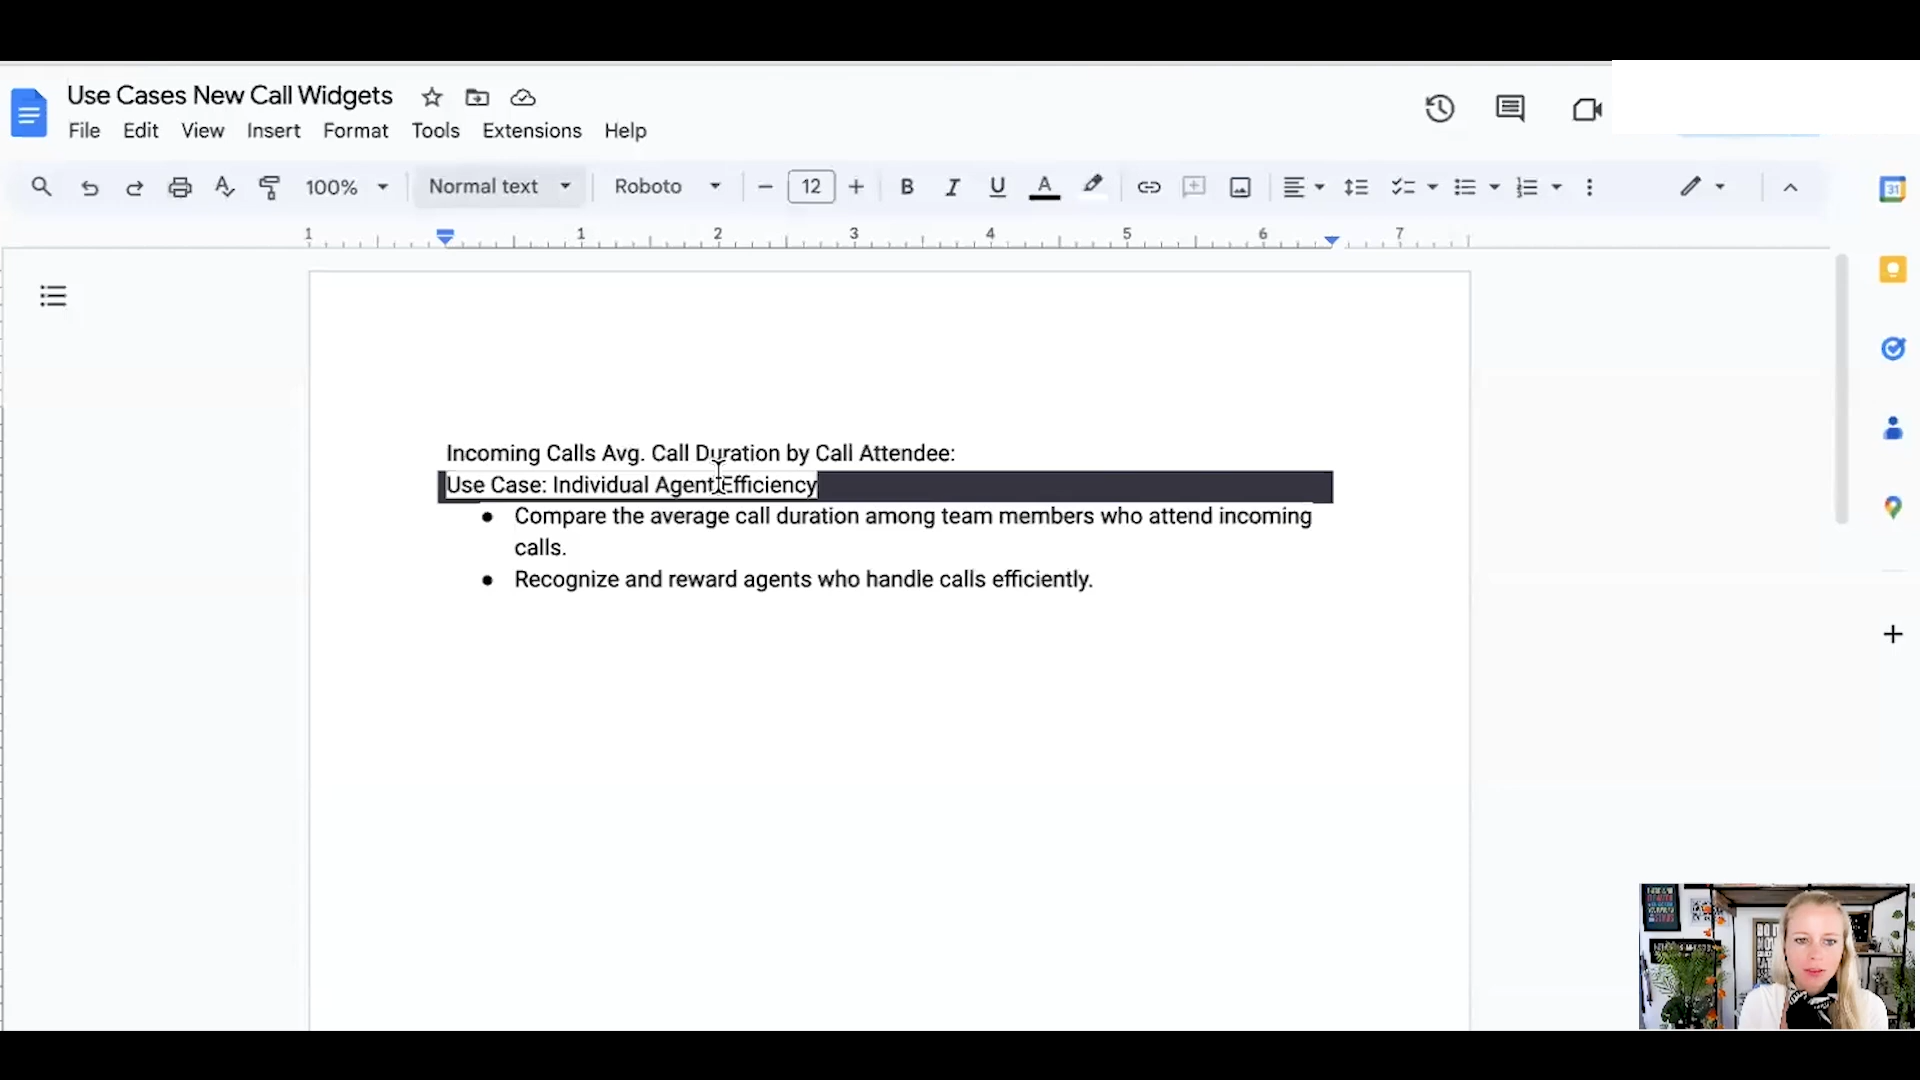 Use Cases New Call Widgets
File Edit View Insert Format Tools Extensions Help
100% Normal text Roboto 12 B I U A
31
1 1 2 3 4 5 6 7
Incoming Calls Avg. Call Duration by Call Attendee:
Use Case: Individual Agent Efficiency
● Compare the average call duration among team members who attend incoming
calls.
● Recognize and reward agents who handle calls efficiently.